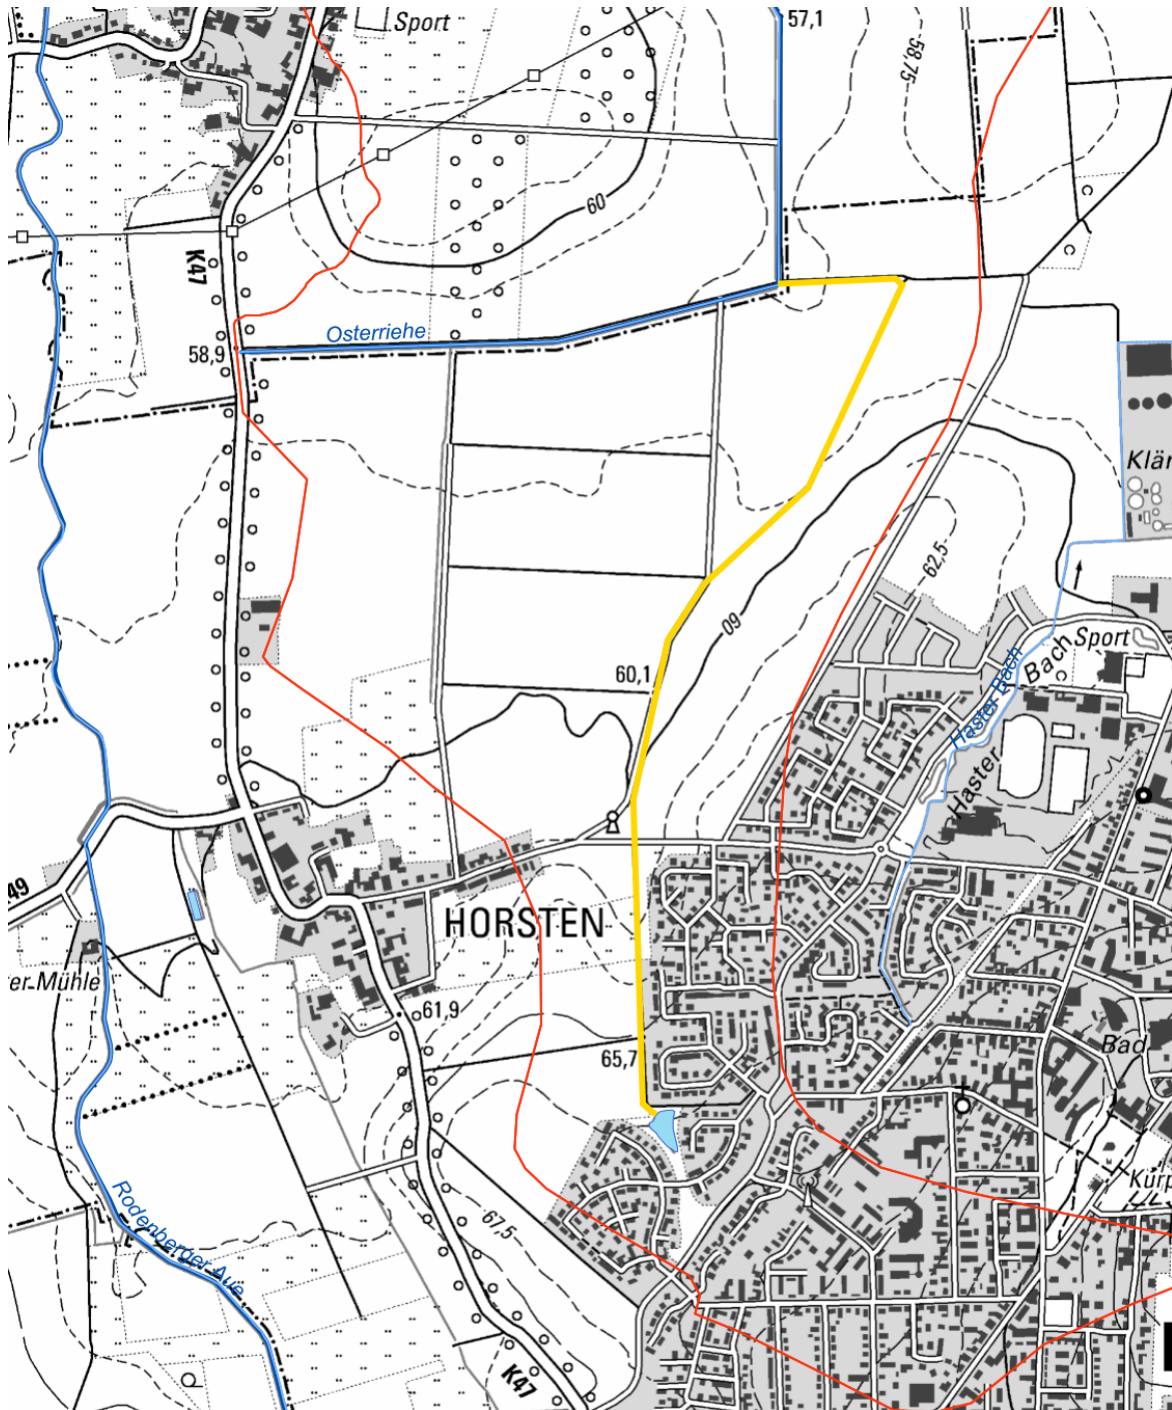 Sport
57,1
58,75
60
K47
Osterriehe
58,9
Klär
62,5
60
Sport
60,1
Haster Bach
Bach
Haster
49
HORSTEN
er-Mühle
61,9
65,7
Bad
Kurp
Rodenberger Aue
67,5
K47